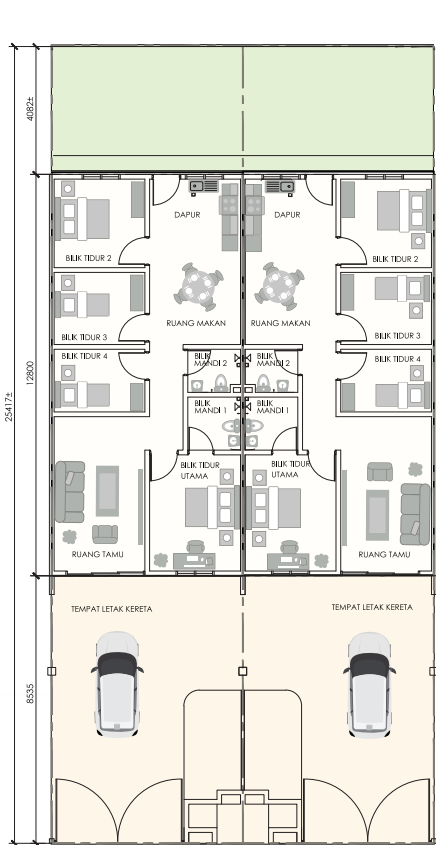 4082±
DAPUR
DAPUR
BILIK TIDUR 2
BILIK TIDUR 2
RUANG MAKAN
RUANG MAKAN
BILIK TIDUR 3
BILIK TIDUR 3
BILIK TIDUR 4
BILIK
MANDI 2
BILIK
MANDI 2
BILIK TIDUR 4
12800
25417±
BILIK
MANDI 1
BILIK
MANDI 1
BILIK TIDUR
UTAMA
BILIK TIDUR
UTAMA
RUANG TAMU
RUANG TAMU
TEMPAT LETAK KERETA
TEMPAT LETAK KERETA
8535